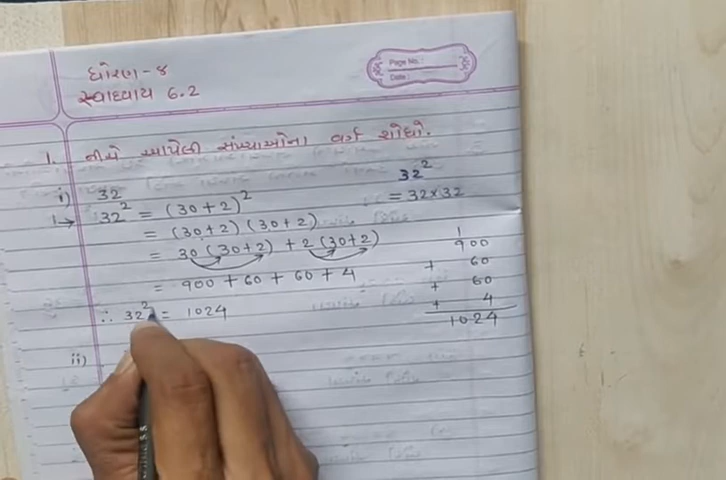 ધોરણ-૪
સ્વાધ્યાય 6.2
Page No.:
Date:
1. નીચે આપેલી સંખ્યાઓના વર્ગ શોધો.
i) 32
32²
1→ 32² = (30+2)²
= 32×32
= (30+2) (30+2)
= 30 (30+2) + 2 (30+2)
= 900 + 60 + 60 + 4
∴ 32² = 1024
1
900
+ 60
+ 60
+ 4
1024
ii)